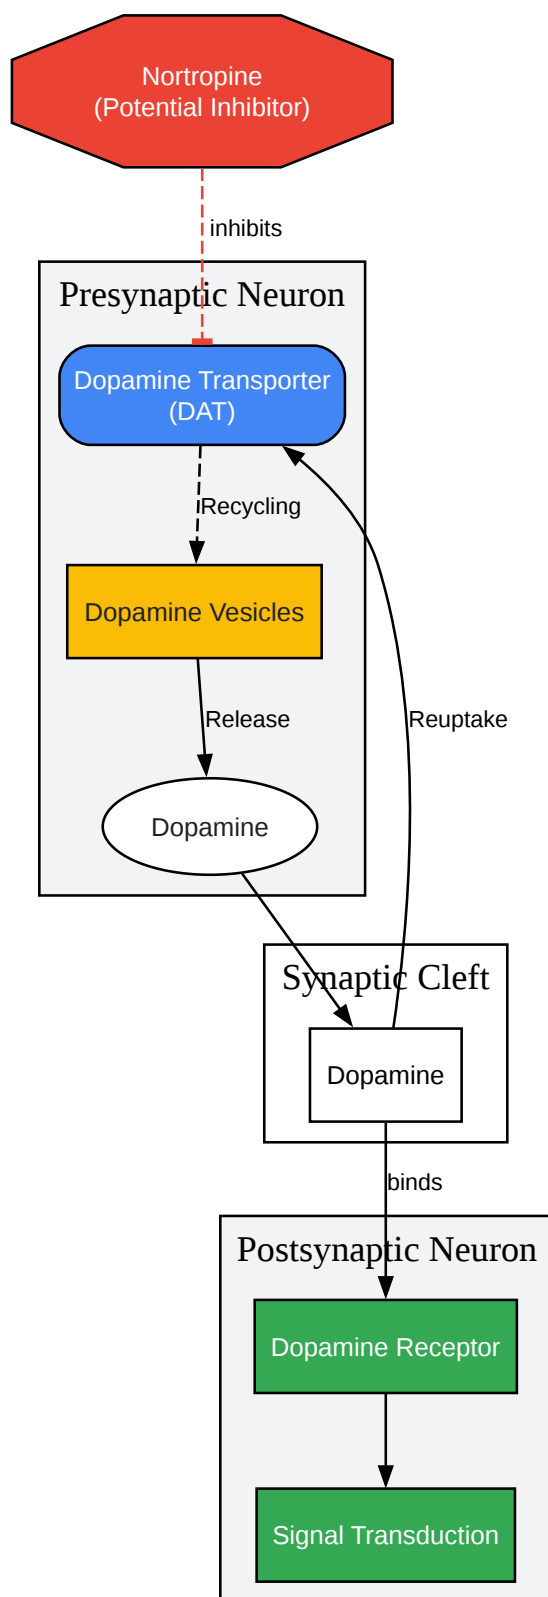 Nortropine
(Potential Inhibitor)
inhibits
Presynaptic Neuron
Dopamine Transporter
(DAT)
Recycling
Dopamine Vesicles
Release
Reuptake
Dopamine
Synaptic Cleft
Dopamine
binds
Postsynaptic Neuron
Dopamine Receptor
Signal Transduction